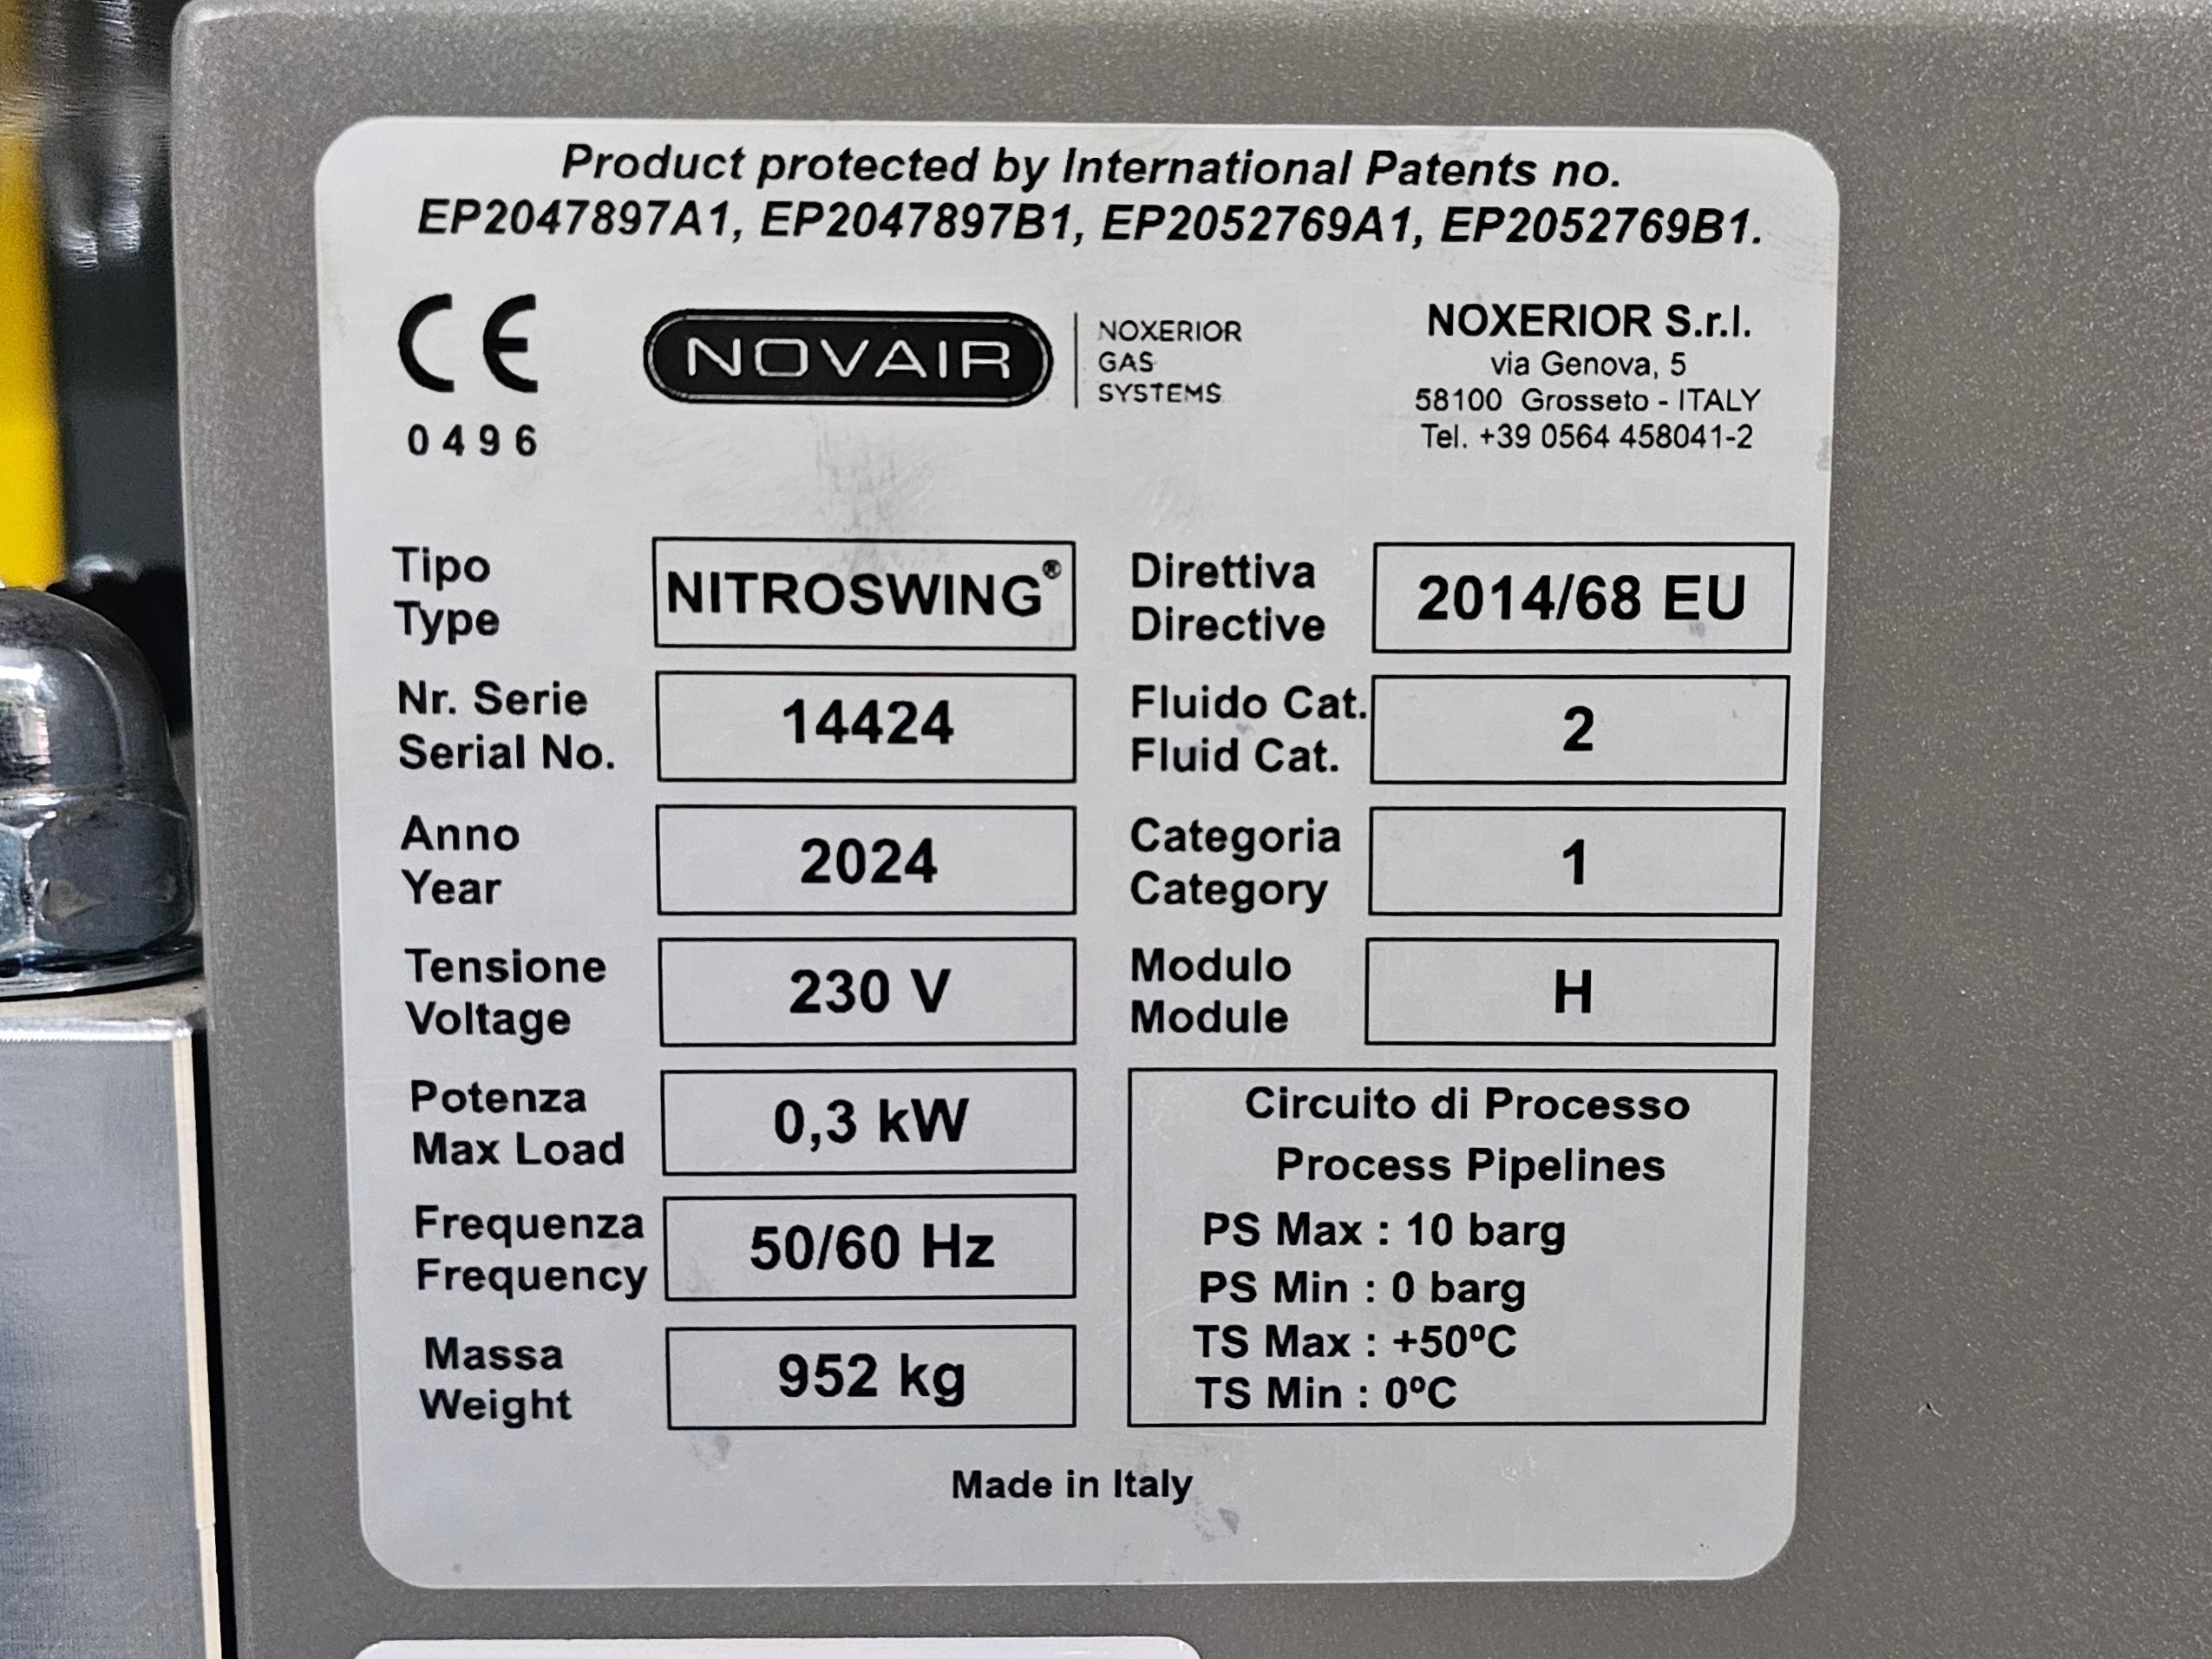 Product protected by International Patents no.
EP2047897A1, EP2047897B1, EP2052769A1, EP2052769B1.
CE
0496
NOVAIR
NOXERIOR
GAS
SYSTEMS
NOXERIOR S.r.l.
via Genova, 5
58100 Grosseto - ITALY
Tel. +39 0564 458041-2
Tipo
Type
NITROSWING®
Nr. Serie
Serial No.
14424
Anno
Year
2024
Tensione
Voltage
230 V
Potenza
Max Load
0,3 kW
Frequenza
Frequency
50/60 Hz
Massa
Weight
952 kg
Direttiva
Directive
2014/68 EU
Fluido Cat.
Fluid Cat.
2
Categoria
Category
1
Modulo
Module
H
Circuito di Processo
Process Pipelines
PS Max : 10 barg
PS Min : 0 barg
TS Max : +50ºC
TS Min : 0ºC
Made in Italy